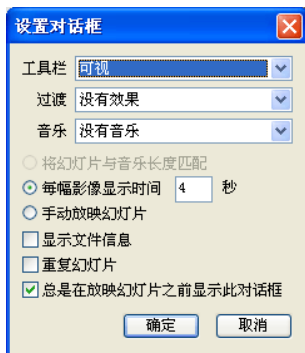 设置对话框
工具栏 可视
过渡 没有效果
音乐 没有音乐
将幻灯片与音乐长度匹配
每幅影像显示时间 4 秒
手动放映幻灯片
显示文件信息
重复幻灯片
总是在放映幻灯片之前显示此对话框
确定 取消